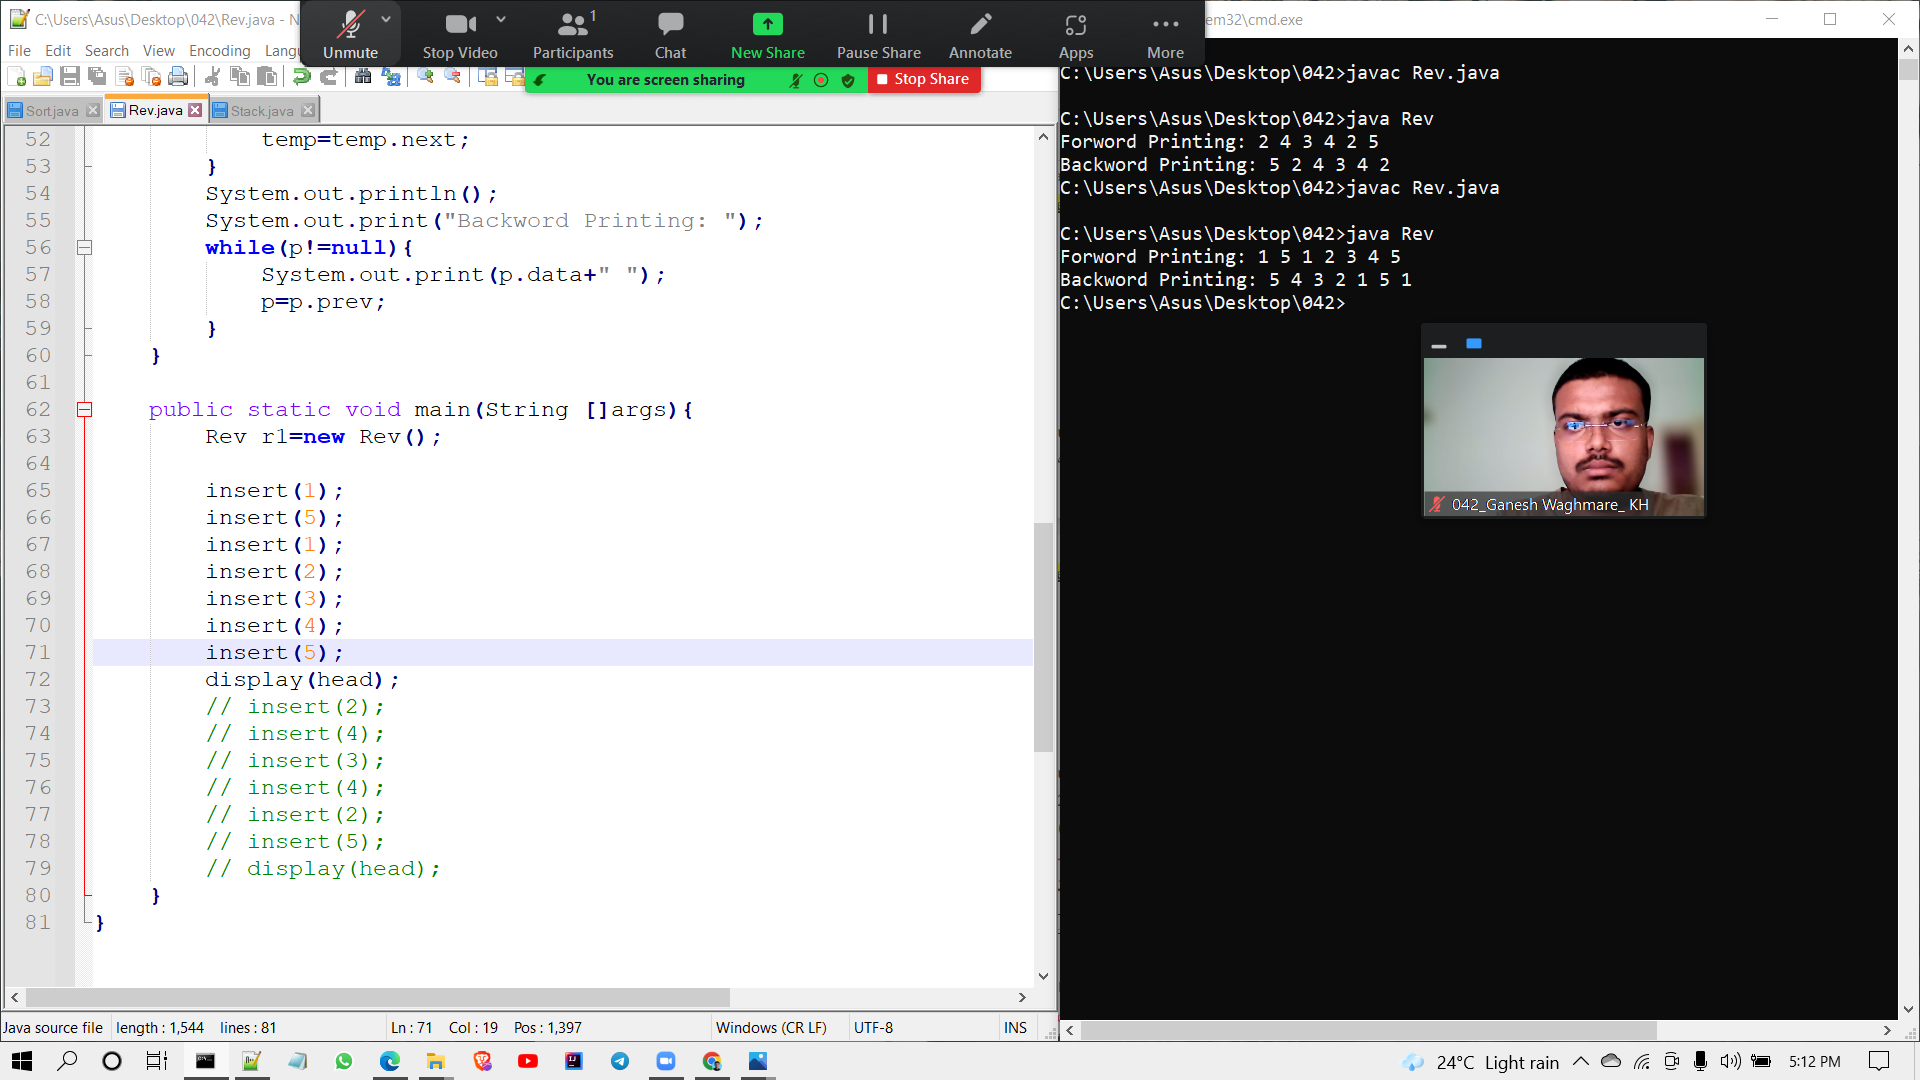 C:\Users\Asus\Desktop\042\Rev.java - N
em32\cmd.exe
Unmute
Stop Video
Participants
1
Chat
New Share
Pause Share
Annotate
Apps
More
You are screen sharing
Stop Share
File Edit Search View Encoding Langu
Sort.java
Rev.java
Stack.java
52 temp=temp.next;
53 }
54 System.out.println();
55 System.out.print("Backword Printing: ");
56 while(p!=null){
57 System.out.print(p.data+" ");
58 p=p.prev;
59 }
60 }
61
62 public static void main(String []args){
63 Rev r1=new Rev();
64
65 insert(1);
66 insert(5);
67 insert(1);
68 insert(2);
69 insert(3);
70 insert(4);
71 insert(5);
72 display(head);
73 // insert(2);
74 // insert(4);
75 // insert(3);
76 // insert(4);
77 // insert(2);
78 // insert(5);
79 // display(head);
80 }
81 }
C:\Users\Asus\Desktop\042>javac Rev.java
C:\Users\Asus\Desktop\042>java Rev
Forword Printing: 2 4 3 4 2 5
Backword Printing: 5 2 4 3 4 2
C:\Users\Asus\Desktop\042>javac Rev.java
C:\Users\Asus\Desktop\042>java Rev
Forword Printing: 1 5 1 2 3 4 5
Backword Printing: 5 4 3 2 1 5 1
C:\Users\Asus\Desktop\042>
042_Ganesh Waghmare_ KH
Java source file length : 1,544 lines : 81 Ln : 71 Col : 19 Pos : 1,397 Windows (CR LF) UTF-8 INS
24°C Light rain 5:12 PM